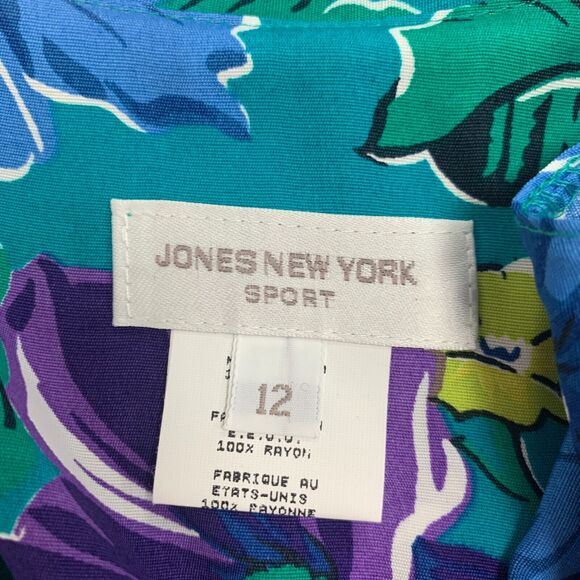 JONES NEW YORK
SPORT
12
E.E.U.U.
100% RAYON
FABRIQUE AU
ETATS-UNIS
100% RAYONNE